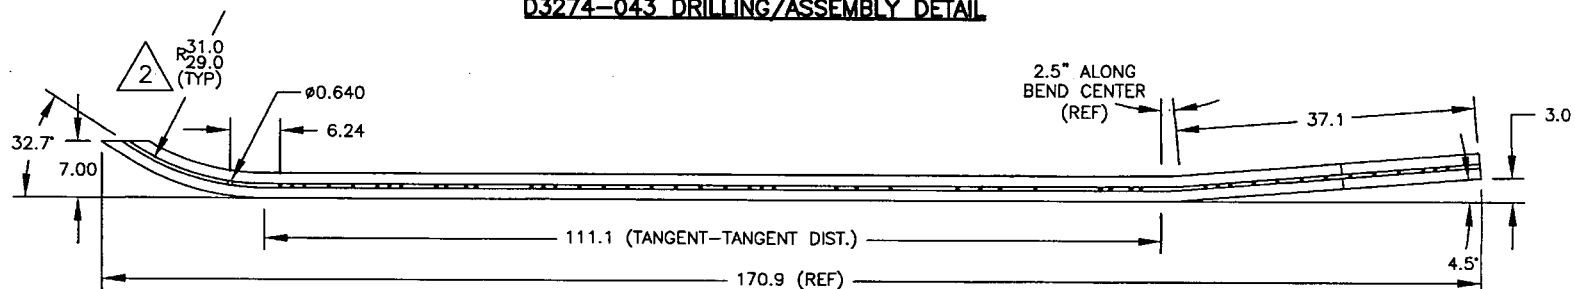 D3274-043 DRILLING/ASSEMBLY DETAIL
2
R31.0
29.0
(TYP)
Ø0.640
6.24
32.7°
7.00
2.5" ALONG
BEND CENTER
(REF)
37.1
3.0
111.1 (TANGENT-TANGENT DIST.)
4.5°
170.9 (REF)